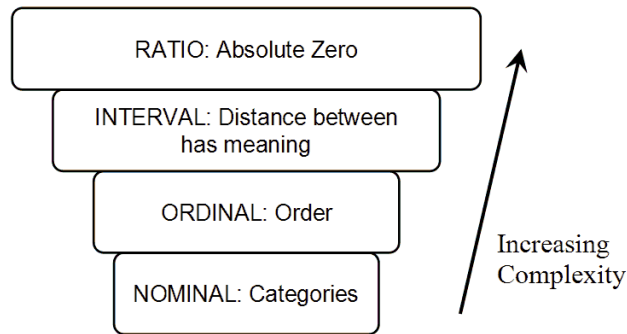 RATIO: Absolute Zero
INTERVAL: Distance between
has meaning
ORDINAL: Order
NOMINAL: Categories
Increasing
Complexity